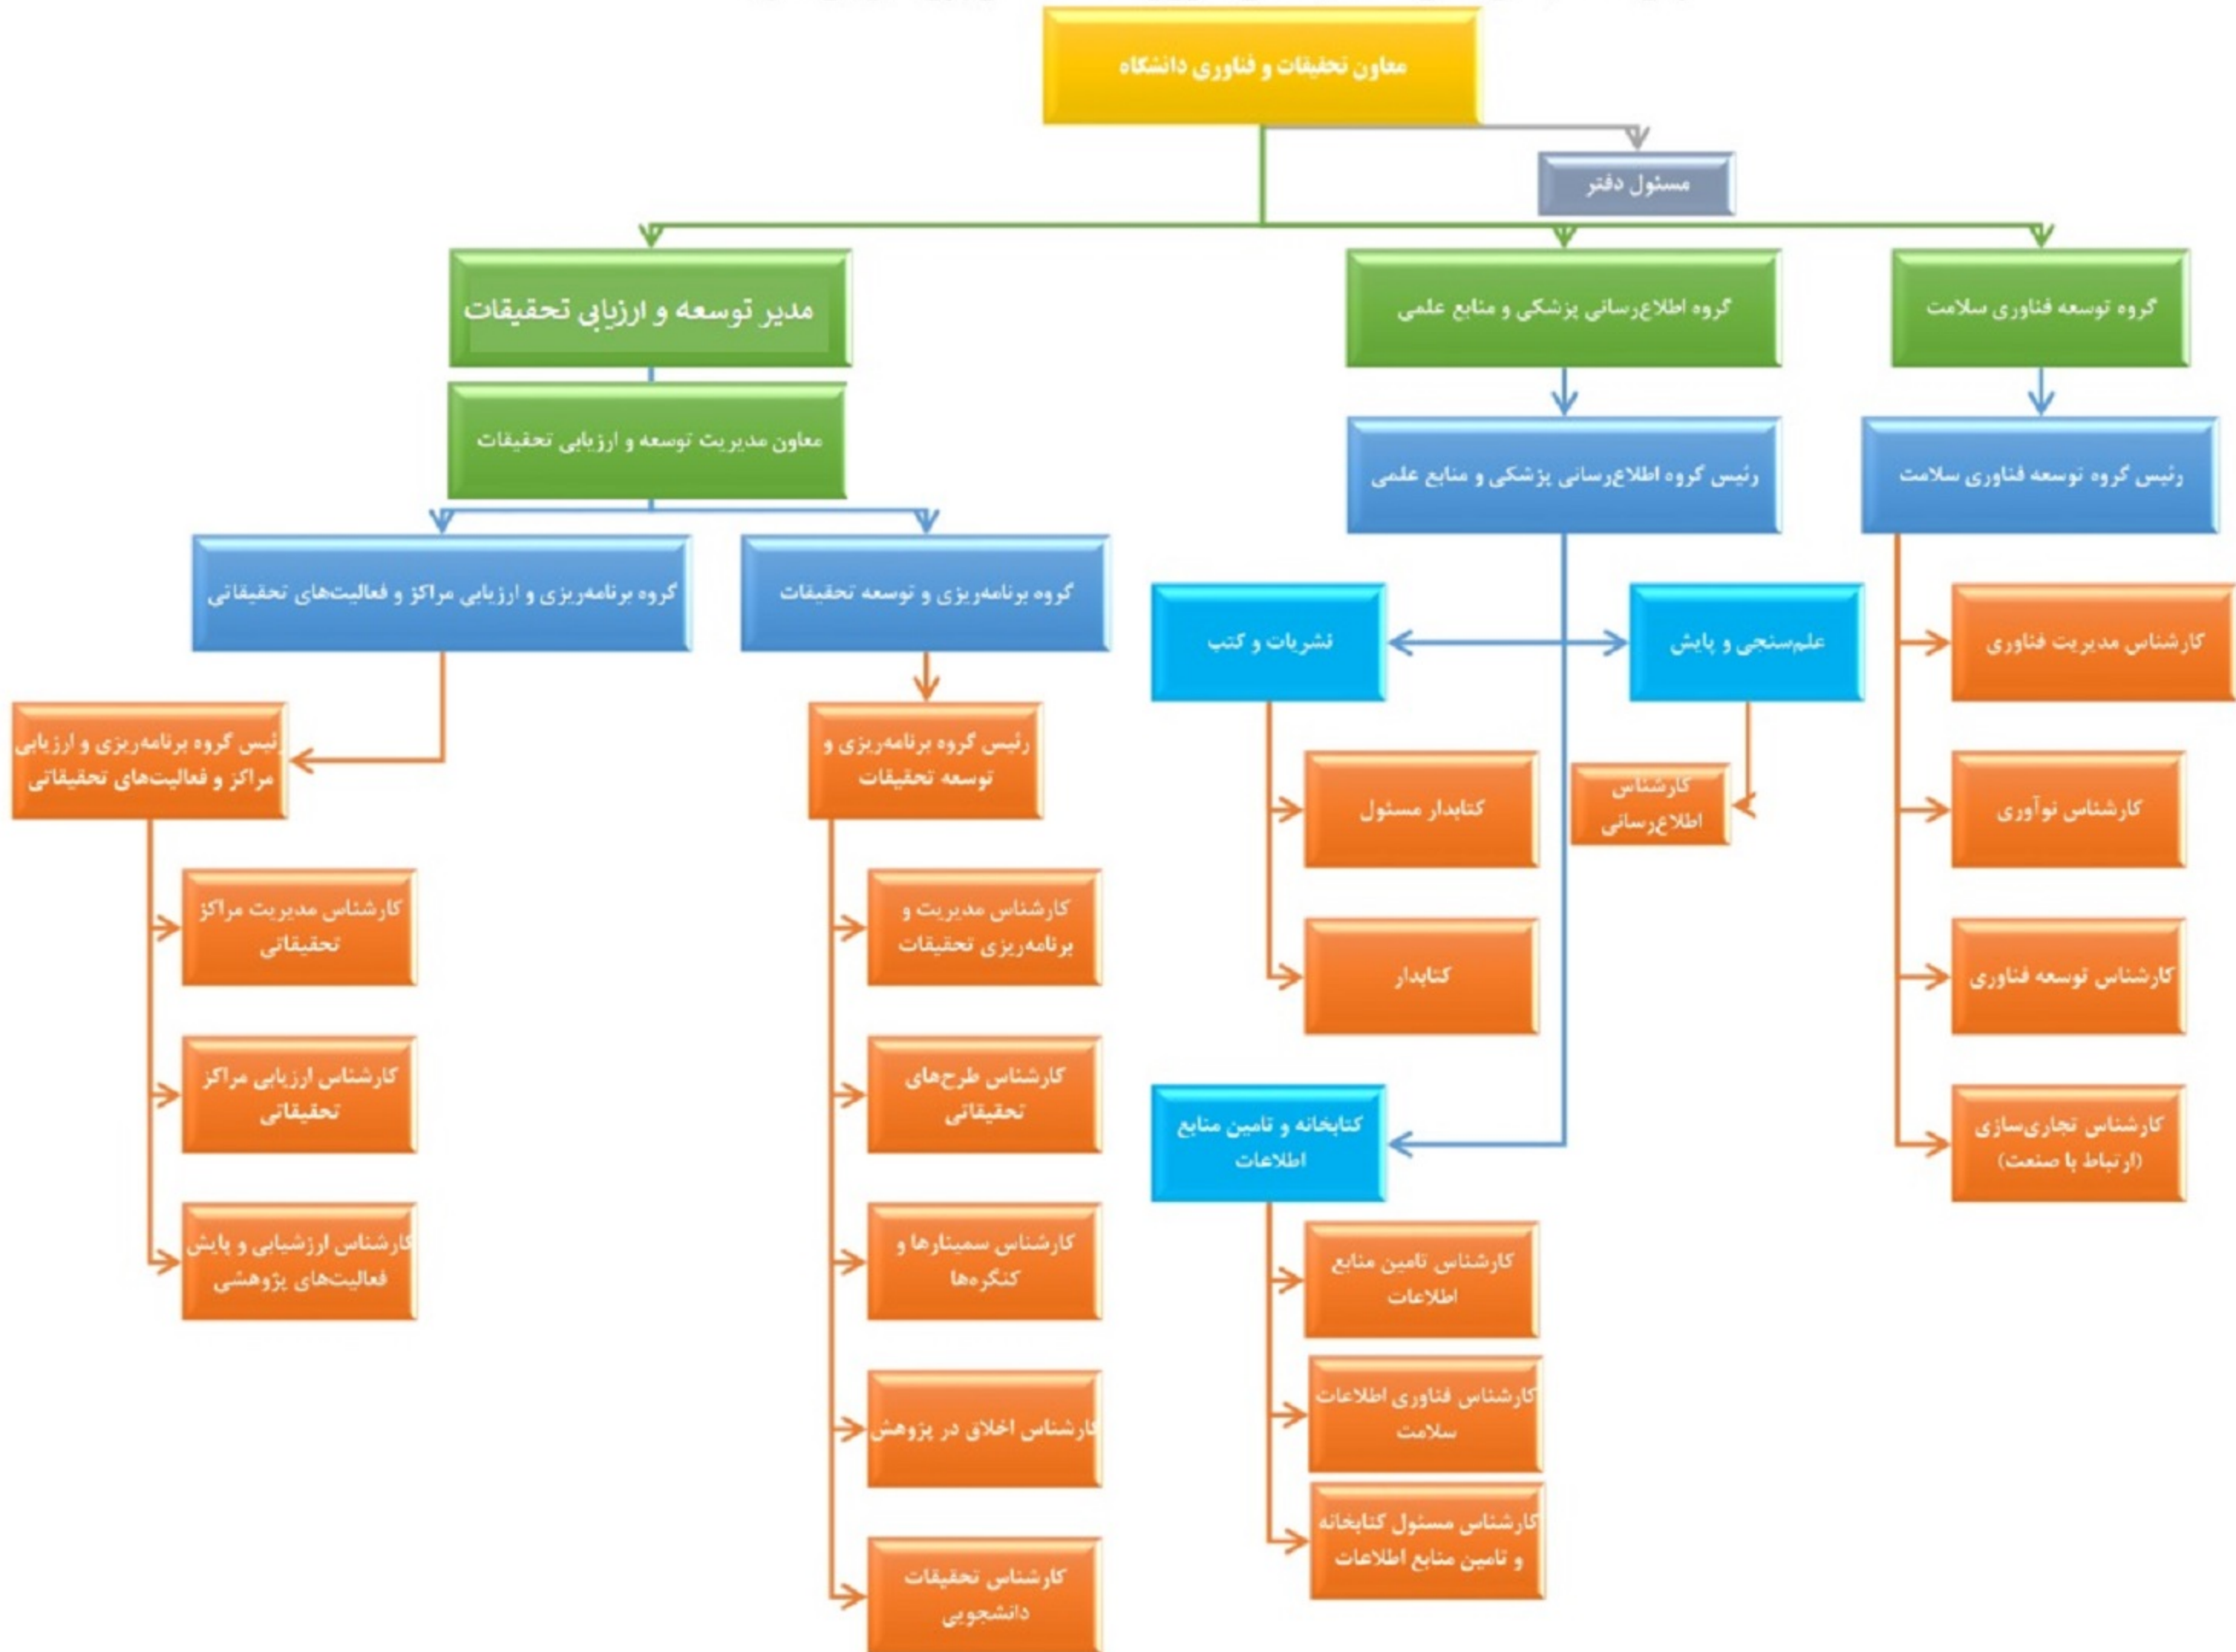 معاون تحقیقات و فناوری دانشگاه
مسئول دفتر
گروه توسعه فناوری سلامت
گروه اطلاع‌رسانی پزشکی و منابع علمی
مدیر توسعه و ارزیابی تحقیقات
معاون مدیریت توسعه و ارزیابی تحقیقات
رئیس گروه توسعه فناوری سلامت
رئیس گروه اطلاع‌رسانی پزشکی و منابع علمی
گروه برنامه‌ریزی و توسعه تحقیقات
گروه برنامه‌ریزی و ارزیابی مراکز و فعالیت‌های تحقیقاتی
کارشناس مدیریت فناوری
کارشناس نوآوری
کارشناس توسعه فناوری
کارشناس تجاری‌سازی
(ارتباط با صنعت)
علم‌سنجی و پایش
کارشناس
اطلاع‌رسانی
نشریات و کتب
کتابدار مسئول
کتابدار
کتابخانه و تامین منابع
اطلاعات
کارشناس تامین منابع
اطلاعات
کارشناس فناوری اطلاعات
سلامت
کارشناس مسئول کتابخانه
و تامین منابع اطلاعات
رئیس گروه برنامه‌ریزی و
توسعه تحقیقات
کارشناس مدیریت و
برنامه‌ریزی تحقیقات
کارشناس طرح‌های
تحقیقاتی
کارشناس سمینارها و
کنگره‌ها
کارشناس اخلاق در پژوهش
کارشناس تحقیقات
دانشجویی
رئیس گروه برنامه‌ریزی و ارزیابی
مراکز و فعالیت‌های تحقیقاتی
کارشناس مدیریت مراکز
تحقیقاتی
کارشناس ارزیابی مراکز
تحقیقاتی
کارشناس ارزشیابی و پایش
فعالیت‌های پژوهشی